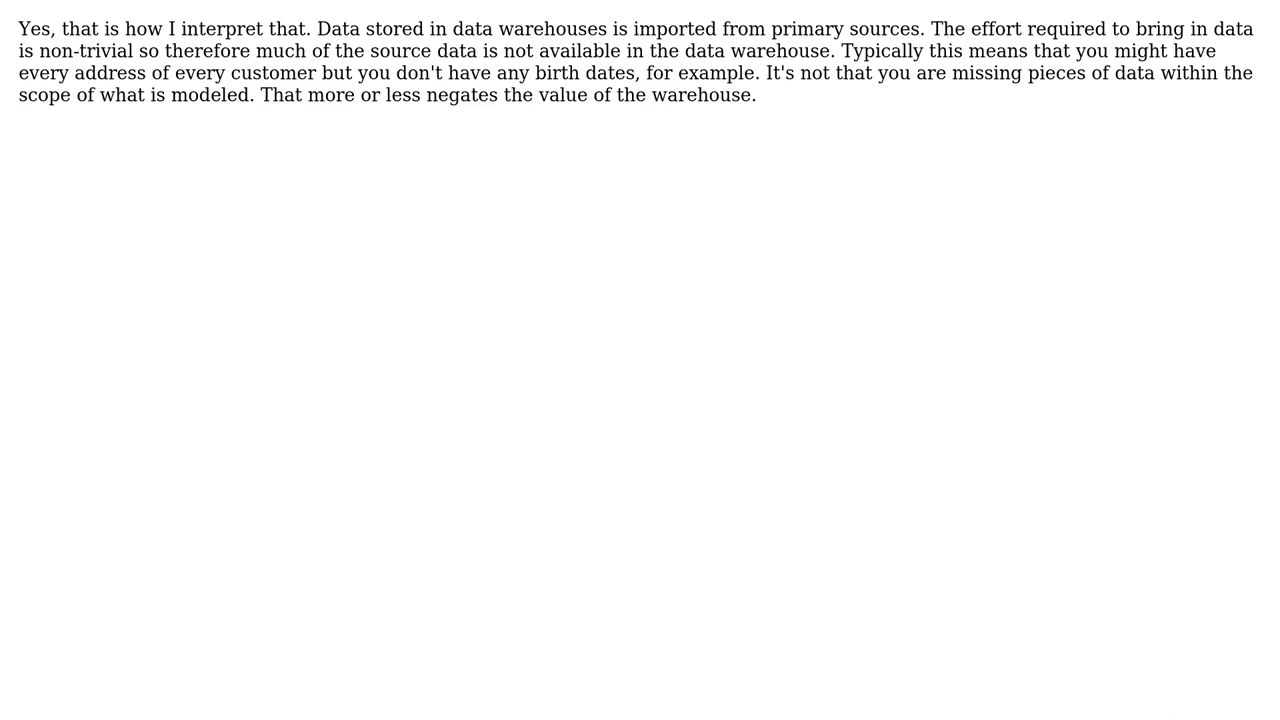 Yes, that is how I interpret that. Data stored in data warehouses is imported from primary sources. The effort required to bring in data
is non-trivial so therefore much of the source data is not available in the data warehouse. Typically this means that you might have
every address of every customer but you don't have any birth dates, for example. It's not that you are missing pieces of data within the
scope of what is modeled. That more or less negates the value of the warehouse.